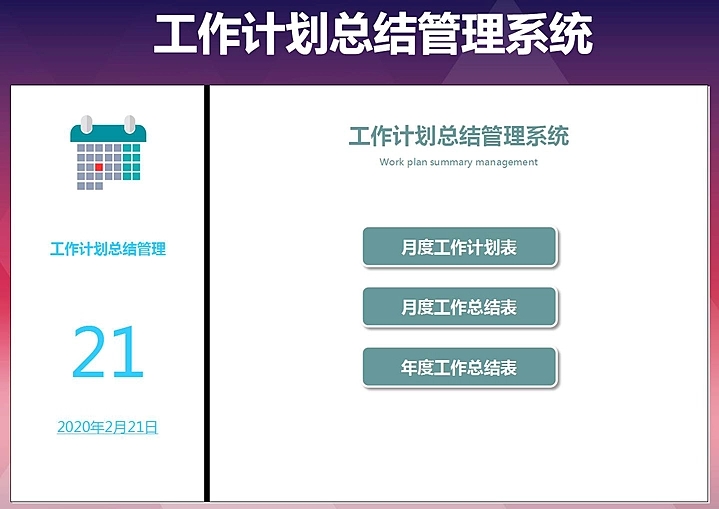 工作计划总结管理系统
工作计划总结管理
21
2020年2月21日
工作计划总结管理系统
Work plan summary management
月度工作计划表
月度工作总结表
年度工作总结表